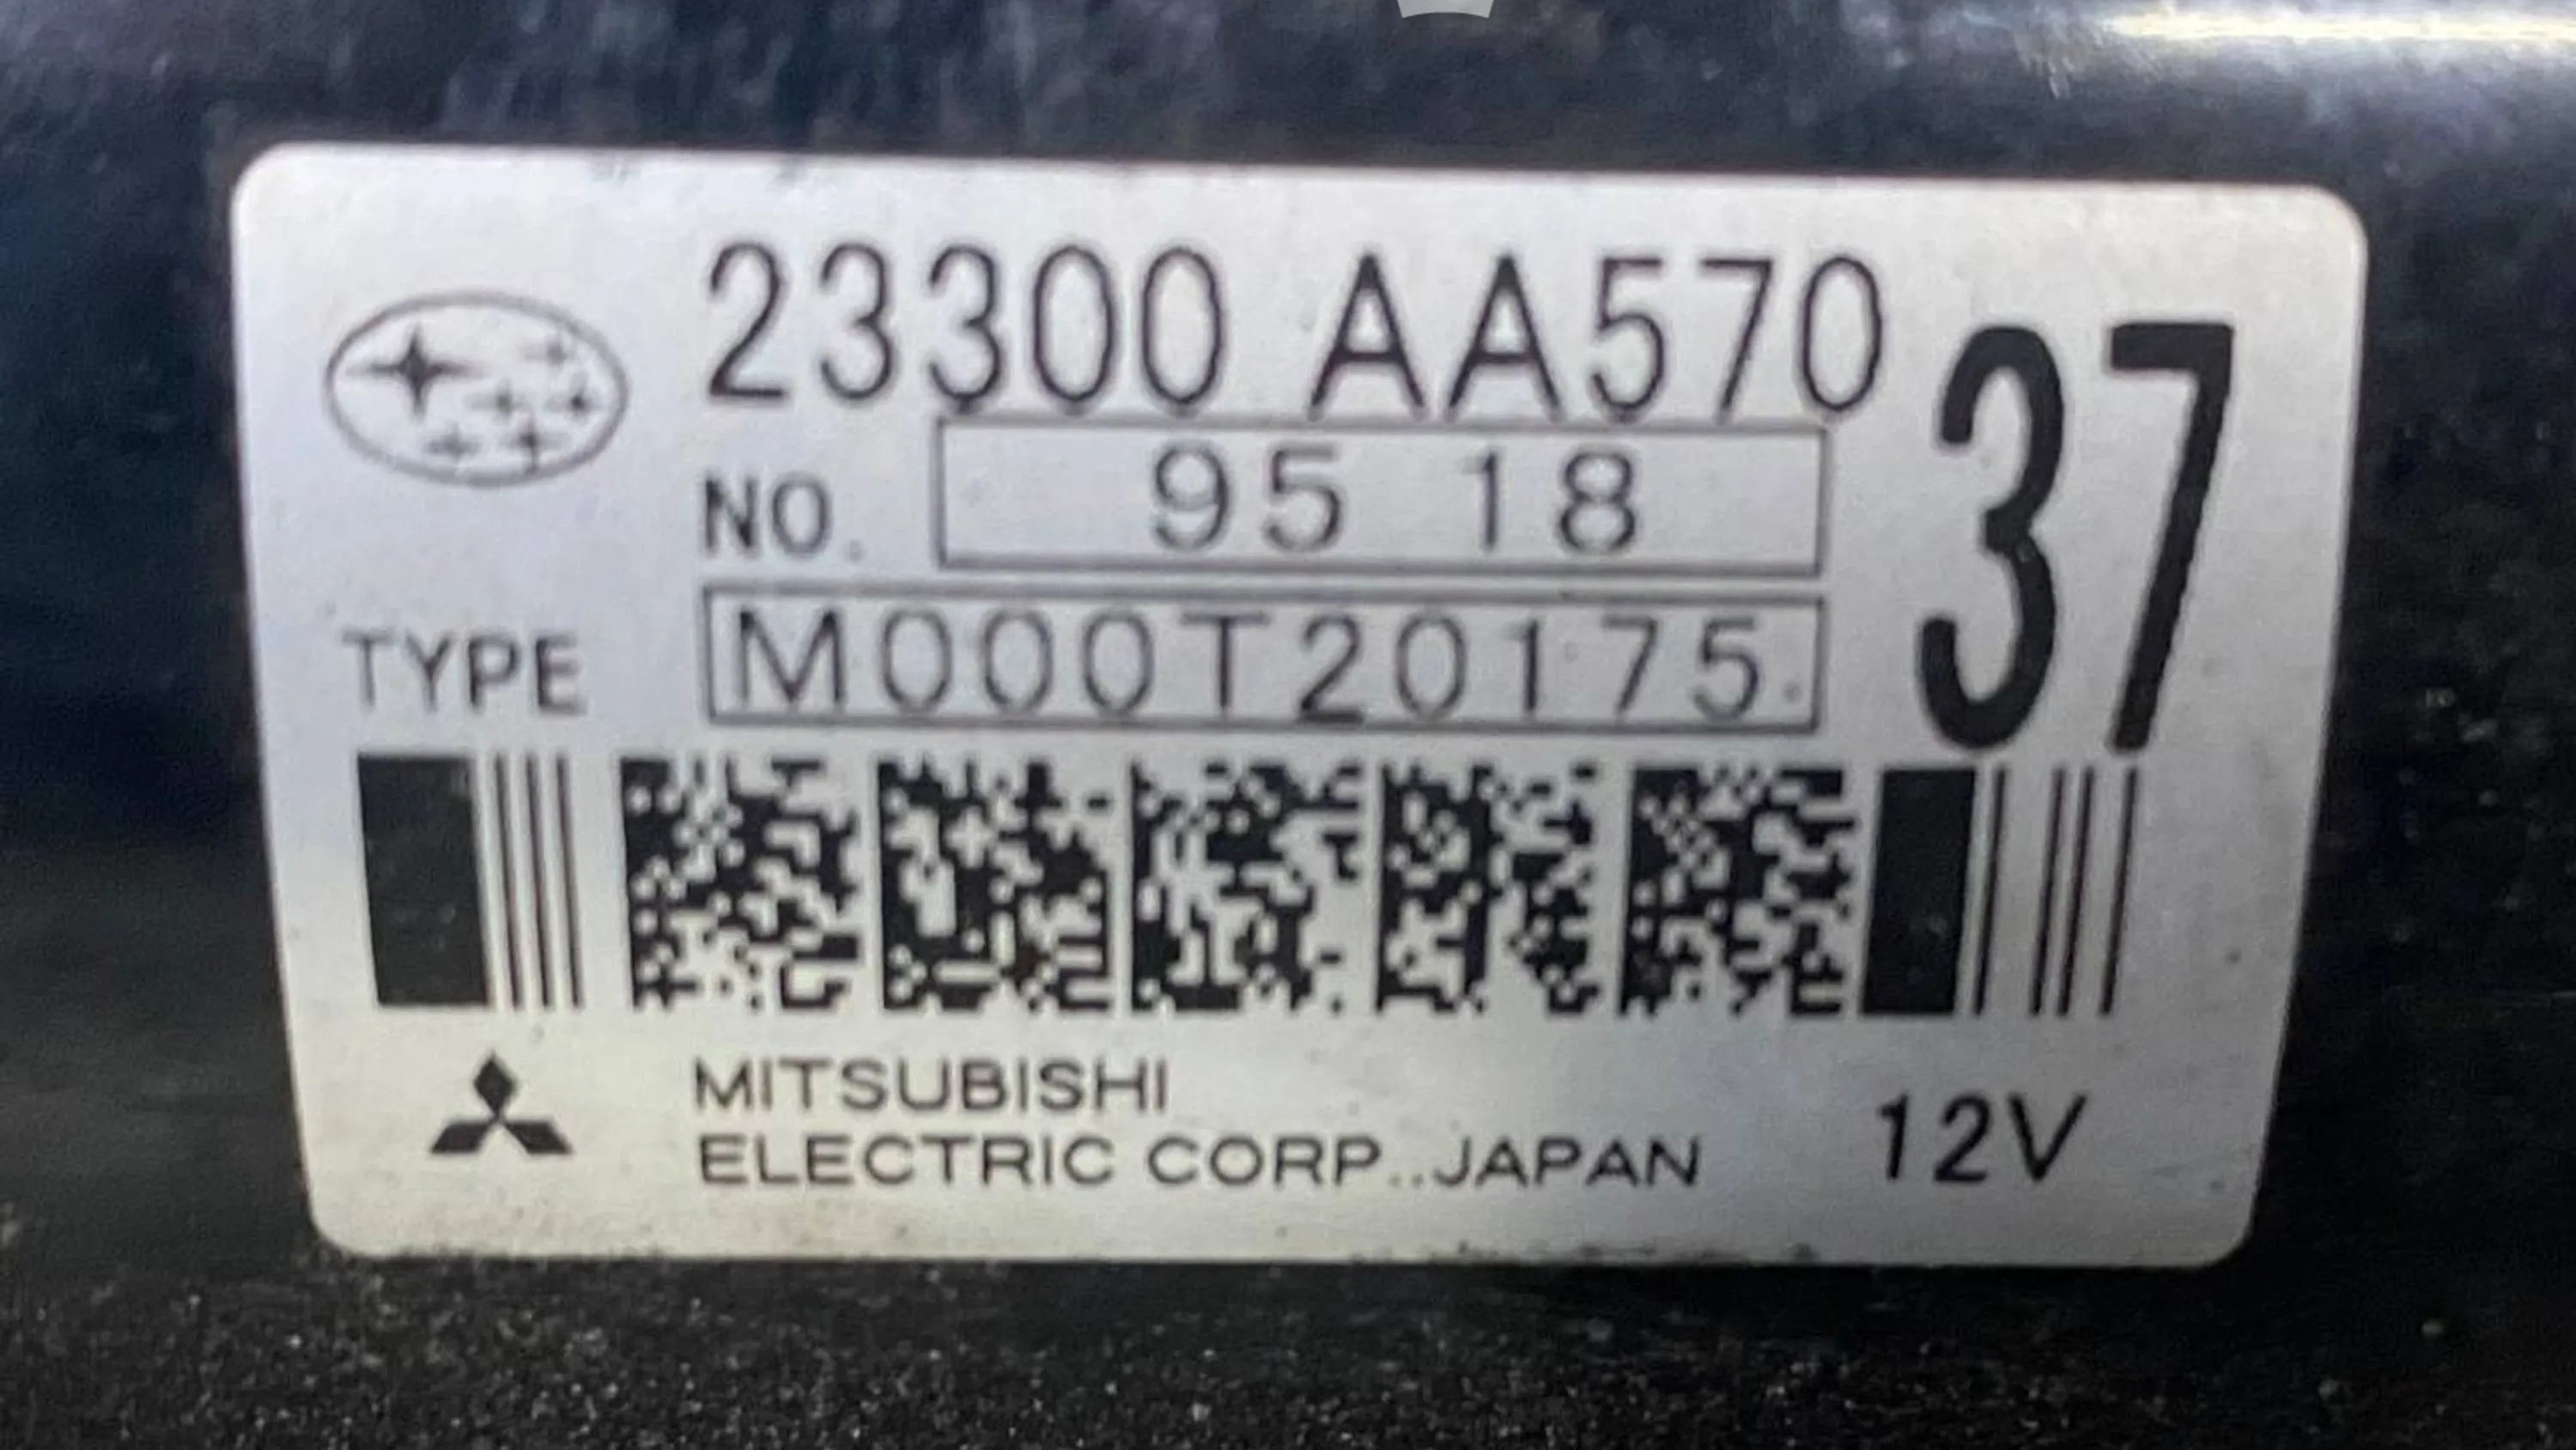 23300 AA570
37
NO. 95 18
TYPE M000T20175
MITSUBISHI
ELECTRIC CORP., JAPAN
12V